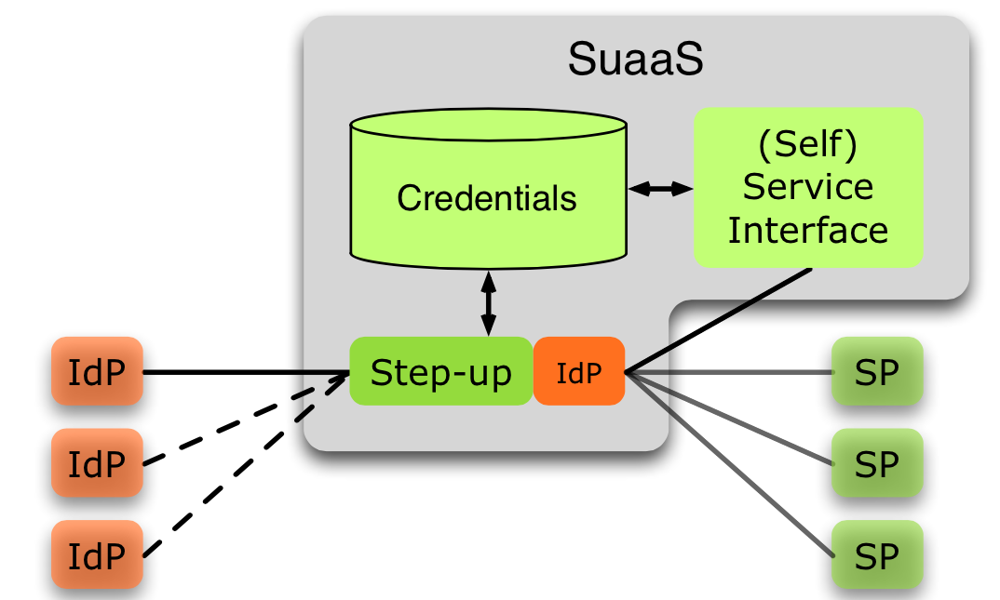 SuaaS
Credentials
(Self)
Service
Interface
IdP
Step-up
IdP
SP
IdP
SP
IdP
SP